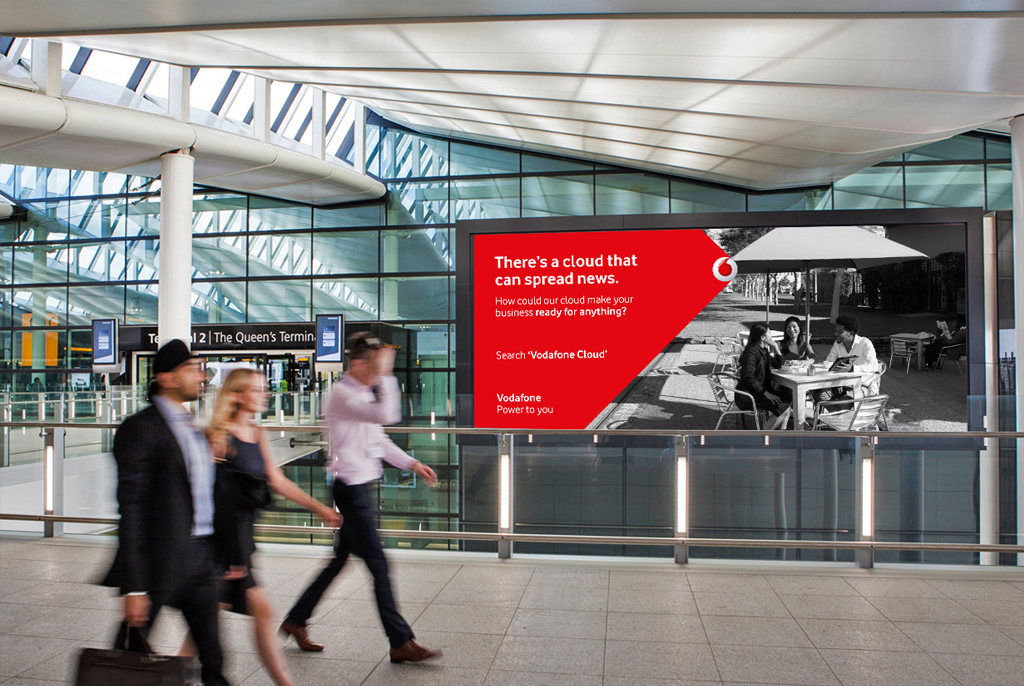 There's a cloud that
can spread news.
How could our cloud make your
business ready for anything?
Search 'Vodafone Cloud'
Vodafone
Power to you
The Queen's